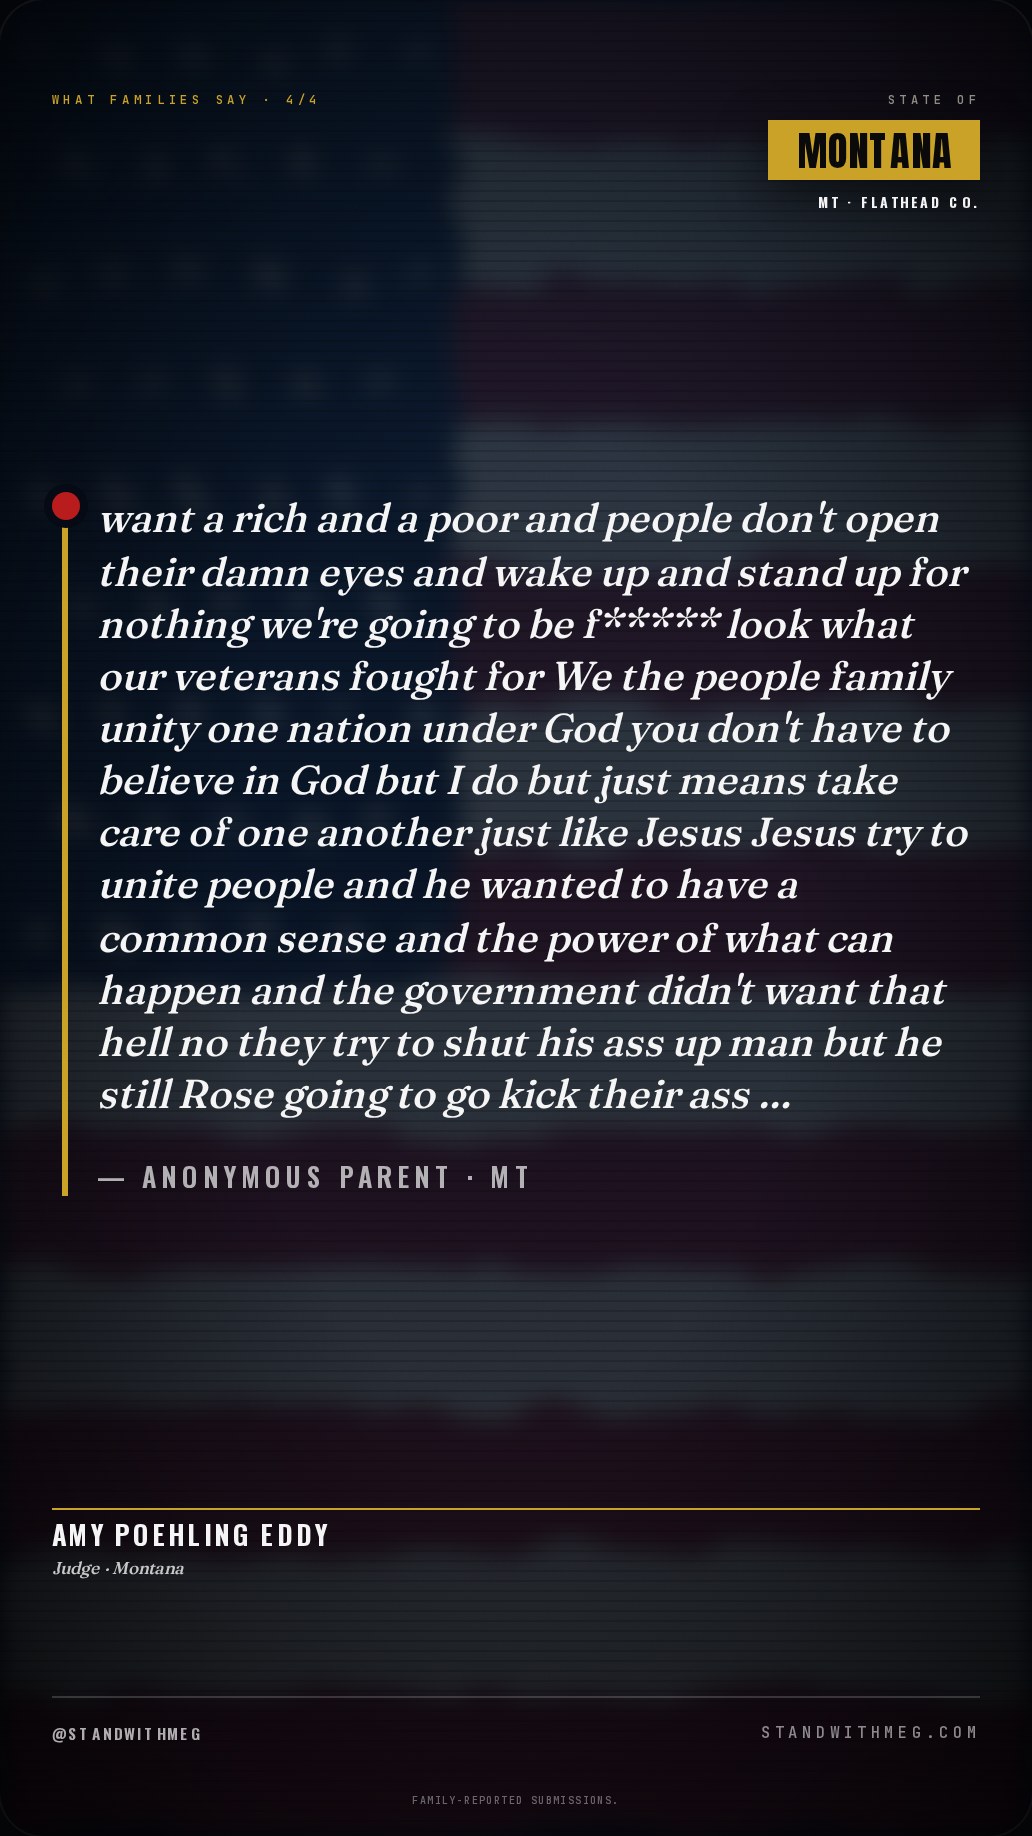 WHAT FAMILIES SAY · 4/4
STATE OF
MONTANA
MT · FLATHEAD CO.
want a rich and a poor and people don't open
their damn eyes and wake up and stand up for
nothing we're going to be f***** look what
our veterans fought for We the people family
unity one nation under God you don't have to
believe in God but I do but just means take
care of one another just like Jesus Jesus try to
unite people and he wanted to have a
common sense and the power of what can
happen and the government didn't want that
hell no they try to shut his ass up man but he
still Rose going to go kick their ass ...
— ANONYMOUS PARENT · MT
AMY POEHLING EDDY
Judge · Montana
@STANDWITHMEG
STANDWITHMEG.COM
FAMILY-REPORTED SUBMISSIONS.